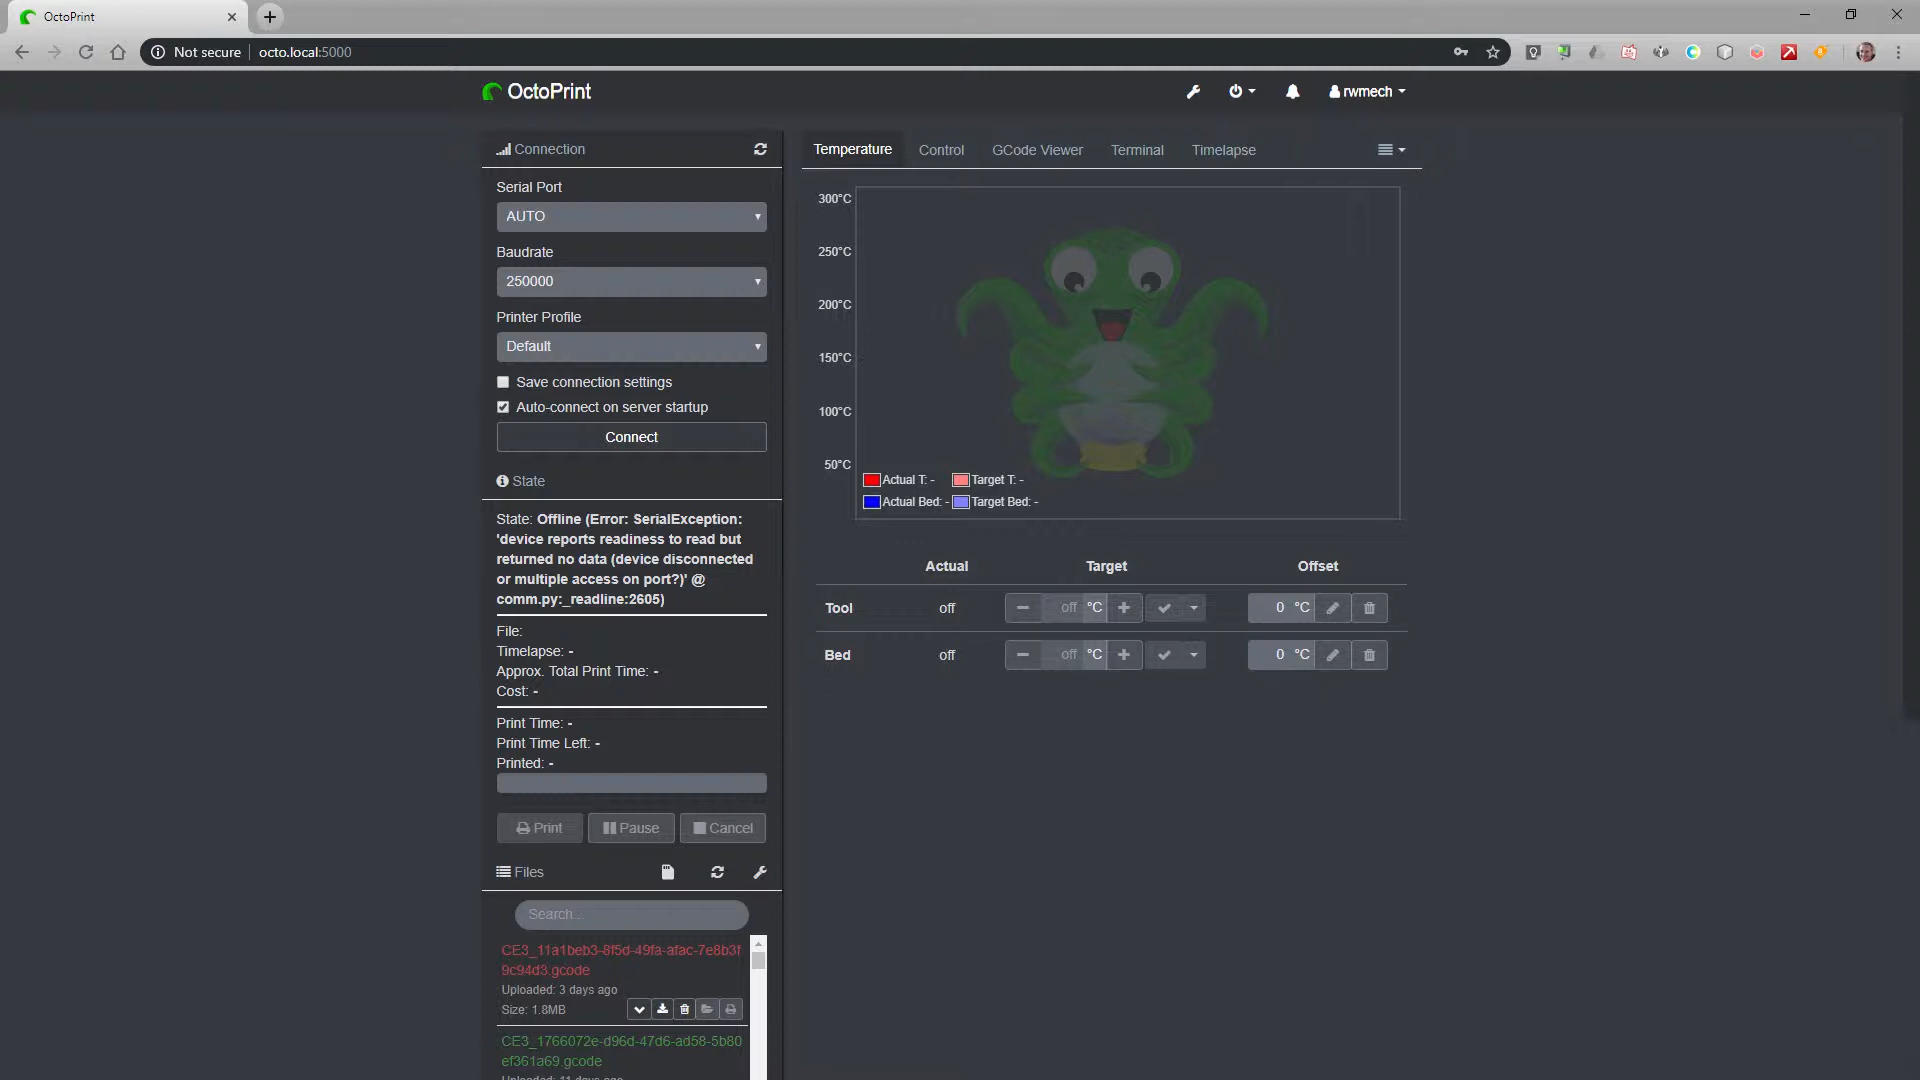 OctoPrint
Not secure
octo.local:5000
OctoPrint
rwmech
Connection
Serial Port
AUTO
Baudrate
250000
Printer Profile
Default
Save connection settings
Auto-connect on server startup
Connect
State
State: Offline (Error: SerialException:
'device reports readiness to read but
returned no data (device disconnected
or multiple access on port?)' @
comm.py:_readline:2605)
File:
Timelapse: -
Approx. Total Print Time: -
Cost: -
Print Time: -
Print Time Left: -
Printed: -
Print Pause Cancel
Files
Search...
CE3_11a1beb3-8f5d-49fa-afac-7e8b3f
9c94d3.gcode
Uploaded: 3 days ago
Size: 1.8MB
CE3_1766072e-d96d-47d6-ad58-5b80
ef361a69.gcode
Uploaded: 11 days ago
Temperature Control GCode Viewer Terminal Timelapse
300°C
250°C
200°C
150°C
100°C
50°C
Actual T: - Target T: -
Actual Bed: - Target Bed: -
Actual Target Offset
Tool off off °C 0 °C
Bed off off °C 0 °C